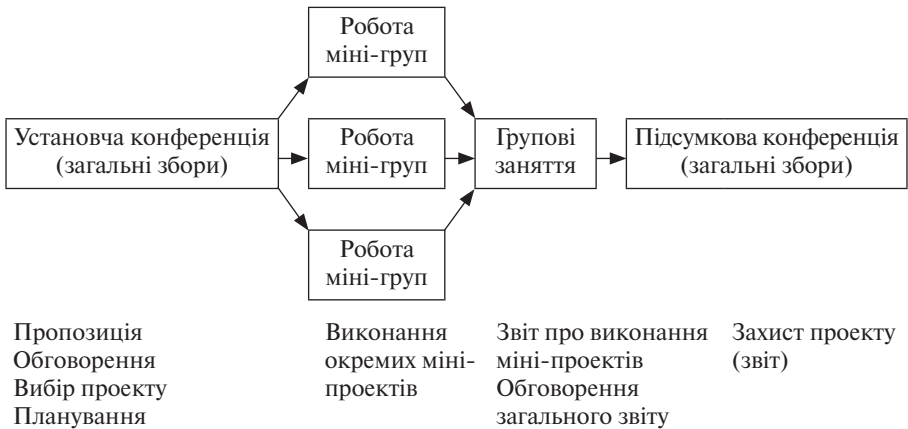 Робота
міні-груп
Установча конференція
(загальні збори)
Робота
міні-груп
Групові
заняття
Підсумкова конференція
(загальні збори)
Робота
міні-груп
Пропозиція
Обговорення
Вибір проекту
Планування
Виконання
окремих міні-
проектів
Звіт про виконання
міні-проектів
Обговорення
загального звіту
Захист проекту
(звіт)